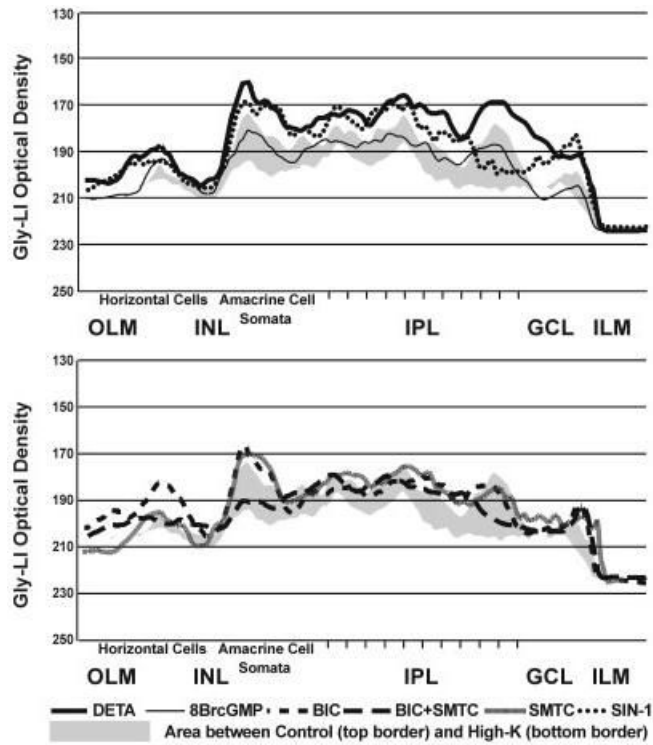 130
150
170
190
210
230
250
Gly-LI Optical Density
Horizontal Cells Amacrine Cell
Somata
OLM INL IPL GCL ILM
130
150
170
190
210
230
250
Gly-LI Optical Density
Horizontal Cells Amacrine Cell
Somata
OLM INL IPL GCL ILM
DETA 8BrcGMP BIC BIC+SMTC SMTC SIN-1
Area between Control (top border) and High-K (bottom border)